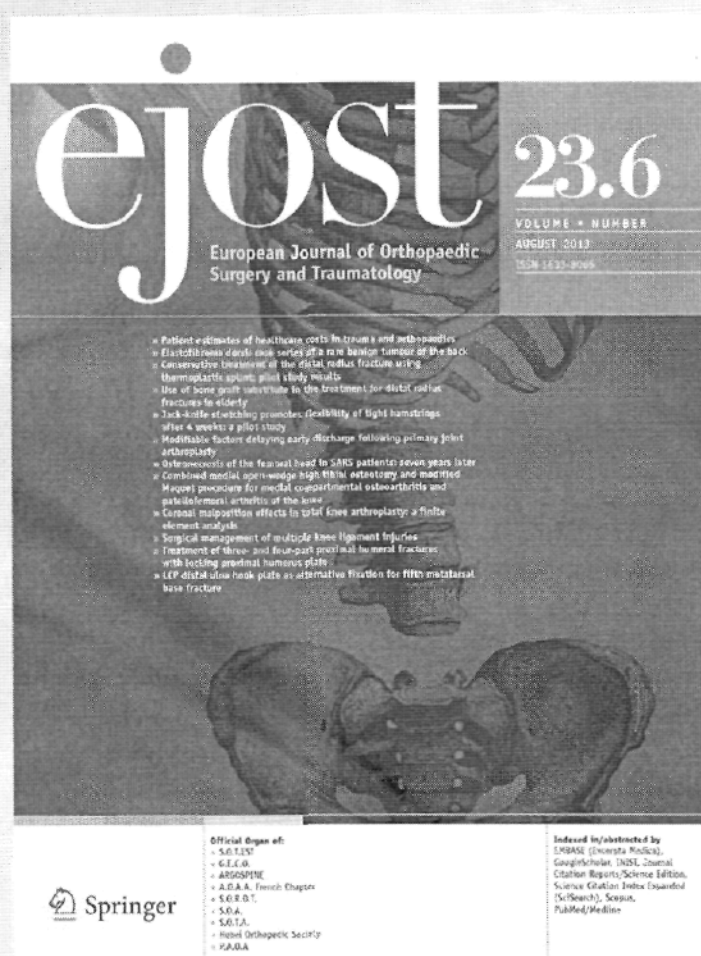 ejost
European Journal of Orthopaedic
Surgery and Traumatology
23.6
VOLUME • NUMBER
AUGUST 2013
ISSN
» Patient estimates of healthcare costs in trauma and orthopaedics
» Elastofibroma dorsi: case series of a rare benign tumour of the back
» Conservative treatment of the distal radius fracture using
thermoplastic splint: pilot study results
» Use of bone graft substitute in the treatment for distal radius
fractures in elderly
» Jack-knife stretching promotes flexibility of tight hamstrings
after 4 weeks: a pilot study
» Modifiable factors delaying early discharge following primary joint
arthroplasty
» Osteonecrosis of the femoral head in SARS patients: seven years later
» Combined medial open-wedge high tibial osteotomy and modified
Maquet procedure for medial compartmental osteoarthritis and
patellofemoral arthritis of the knee
» Coronal malposition effects in total knee arthroplasty: a finite
element analysis
» Surgical management of multiple knee ligament injuries
» Treatment of three- and four-part proximal humeral fractures
with locking proximal humerus plate
» LCP distal ulna hook plate as alternative fixation for fifth metatarsal
base fracture
Springer
Official Organ of:
» S.O.T.EST
» G.E.C.O.
» ARGOSPINE
» A.O.A.A. French Chapter
» S.O.R.O.T.
» S.O.A.
» S.O.T.A.
» Hebei Orthopedic Society
» P.A.O.A
Indexed in/abstracted by
EMBASE (Excerpta Medica),
GoogleScholar, INIST, Journal
Citation Reports/Science Edition,
Science Citation Index Expanded
(SciSearch), Scopus,
PubMed/Medline